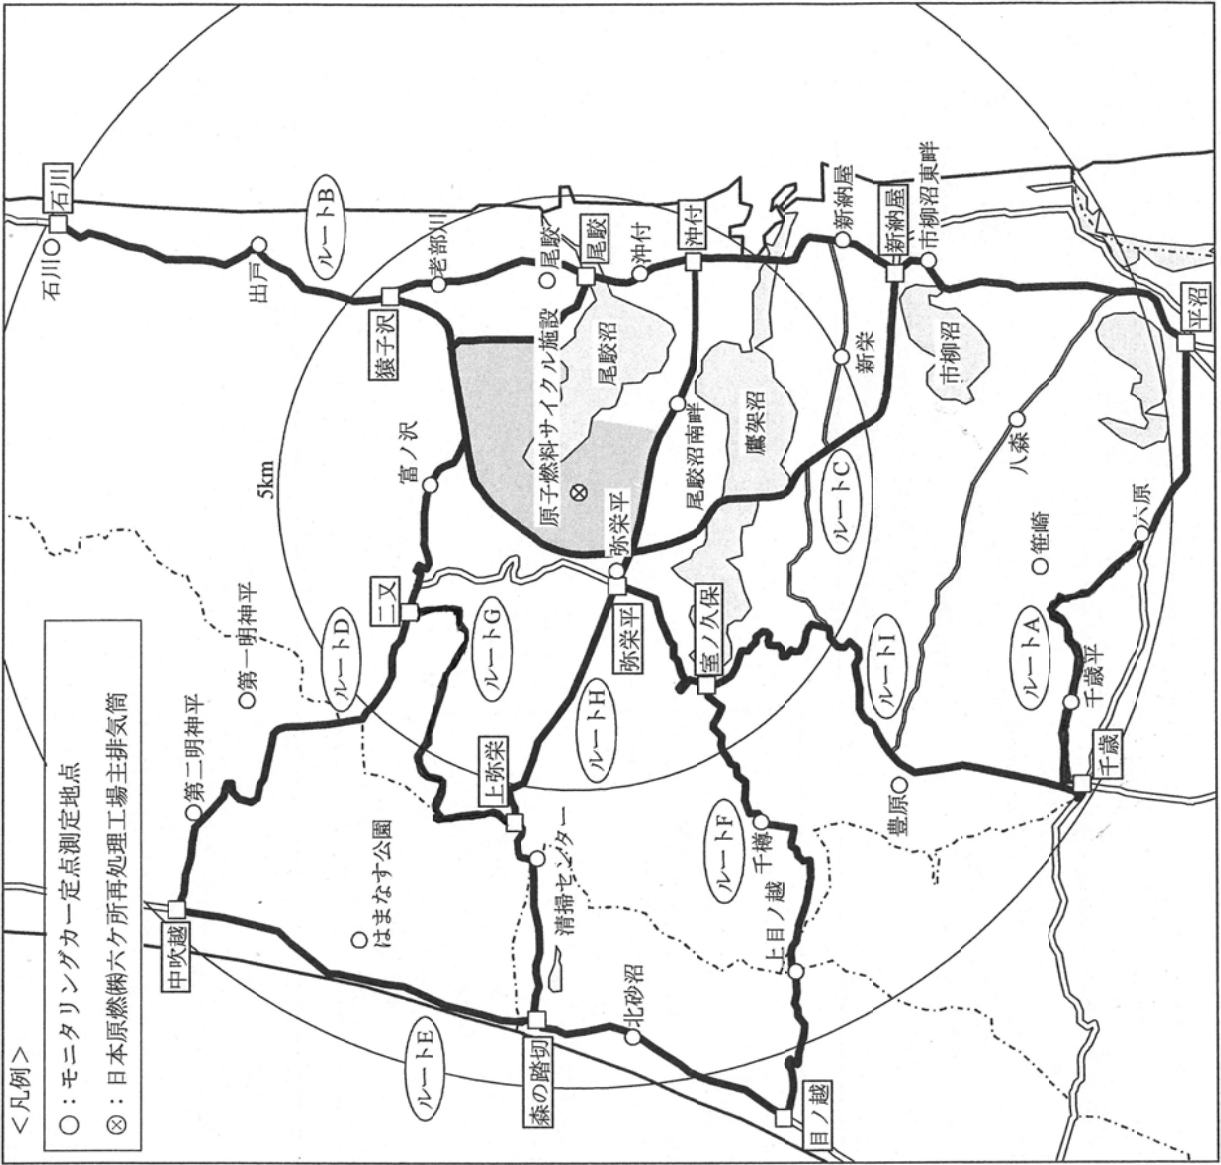 <凡例>
○：モニタリングカー定点測定地点
⊗：日本原燃㈱六ケ所再処理工場主排気筒
石川
石川
ルートB
出戸
猿子沢
老部川
尾駮
尾駮
沖付
沖付
新納屋
新納屋
市柳沼東畔
平沼
5km
富ノ沢
原子燃料サイクル施設
尾駮沼
尾駮沼南畔
鷹架沼
新栄
市柳沼
八森
ルートC
弥栄平
弥栄平
二又
第一明神平
第二明神平
ルートD
ルートG
ルートH
室ノ久保
ルートI
ルートA
笹崎
六原
千歳平
千歳
豊原
上弥栄
ルートF
千樽
上目ノ越
清掃センター
はまなす公園
中吹越
ルートE
森の踏切
北砂沼
目ノ越